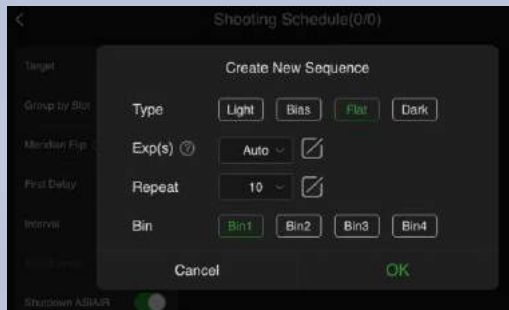 Shooting Schedule(0/0)
Target
Create New Sequence
Group by Slot
Type Light Bias Flat Dark
Meridian Flip
Exp(s) ? Auto
First Delay
Repeat 10
Interval
Bin Bin1 Bin2 Bin3 Bin4
Cancel OK
Shutdown ASIAIR